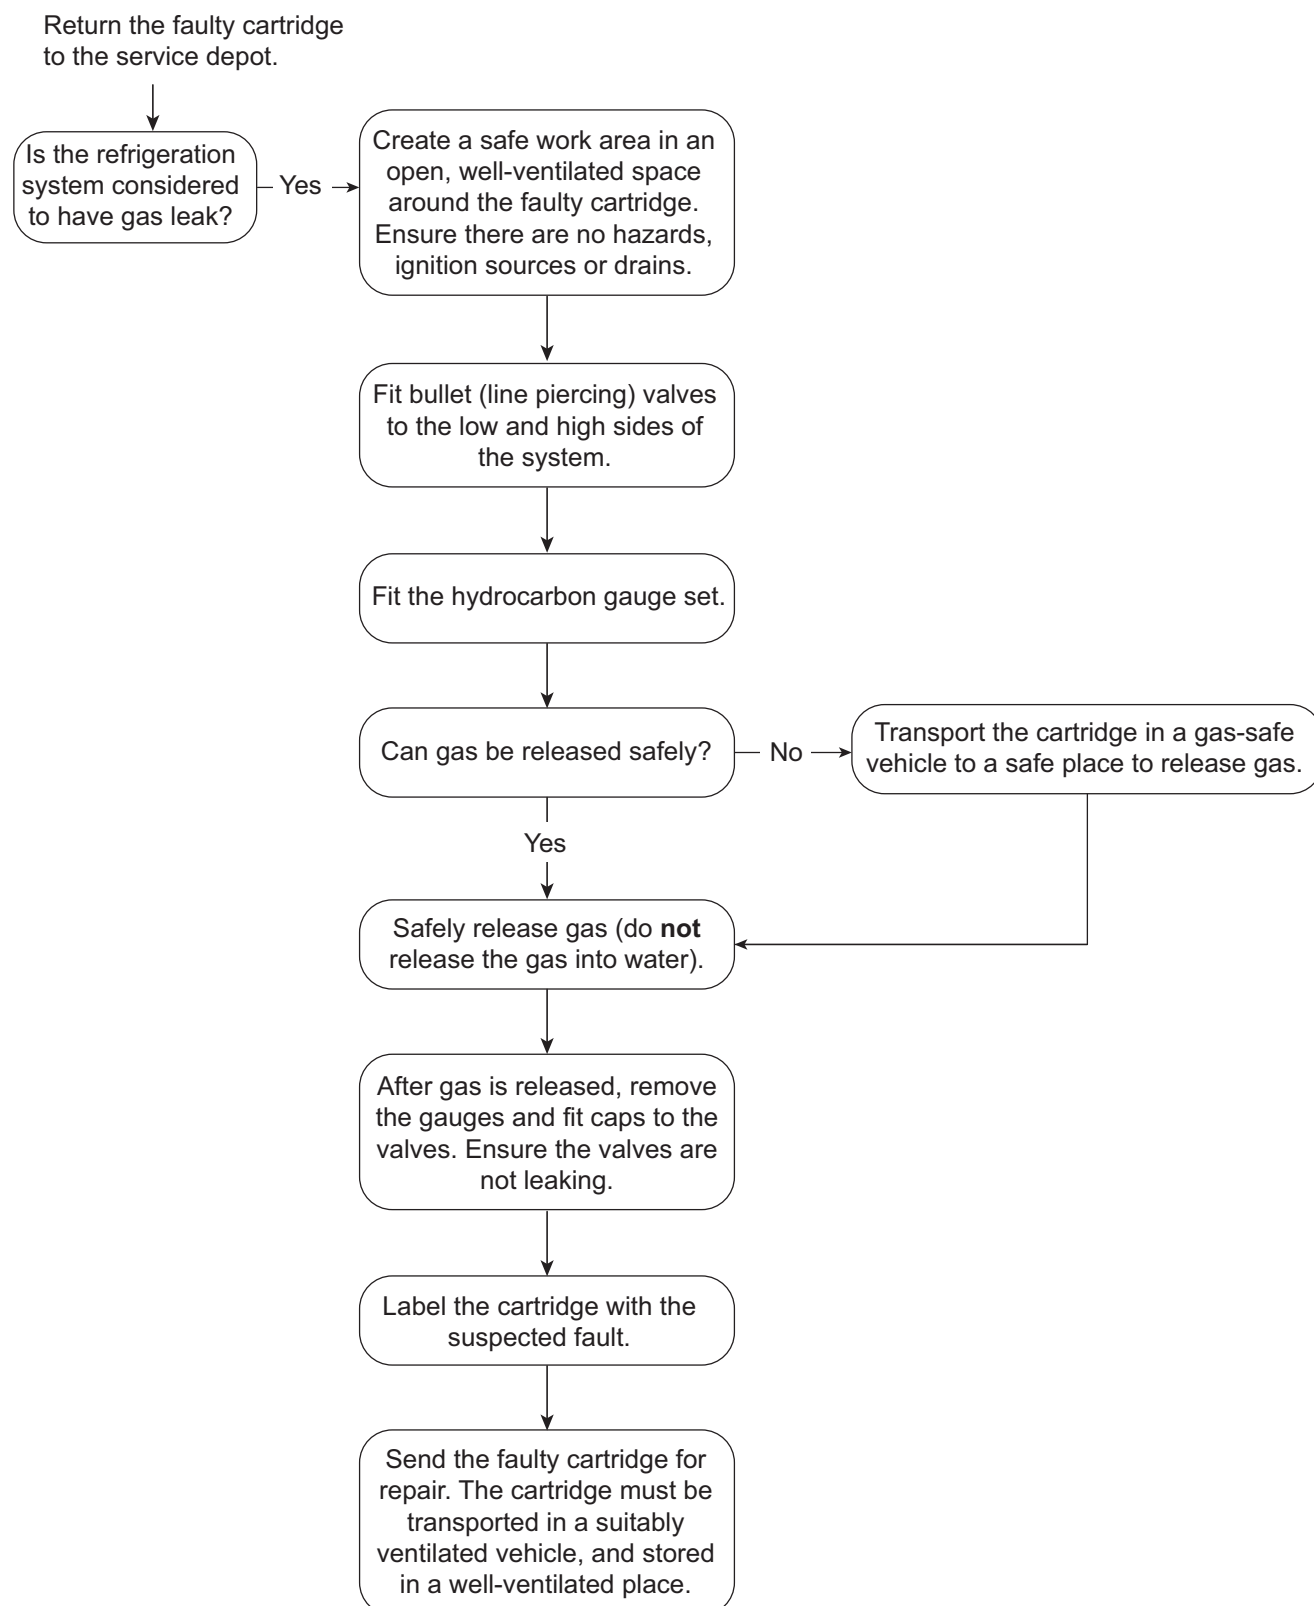 Return the faulty cartridge
to the service depot.
Is the refrigeration
system considered
to have gas leak?
Yes
Create a safe work area in an
open, well-ventilated space
around the faulty cartridge.
Ensure there are no hazards,
ignition sources or drains.
Fit bullet (line piercing) valves
to the low and high sides of
the system.
Fit the hydrocarbon gauge set.
Can gas be released safely?
No
Transport the cartridge in a gas-safe
vehicle to a safe place to release gas.
Yes
Safely release gas (do not
release the gas into water).
After gas is released, remove
the gauges and fit caps to the
valves. Ensure the valves are
not leaking.
Label the cartridge with the
suspected fault.
Send the faulty cartridge for
repair. The cartridge must be
transported in a suitably
ventilated vehicle, and stored
in a well-ventilated place.